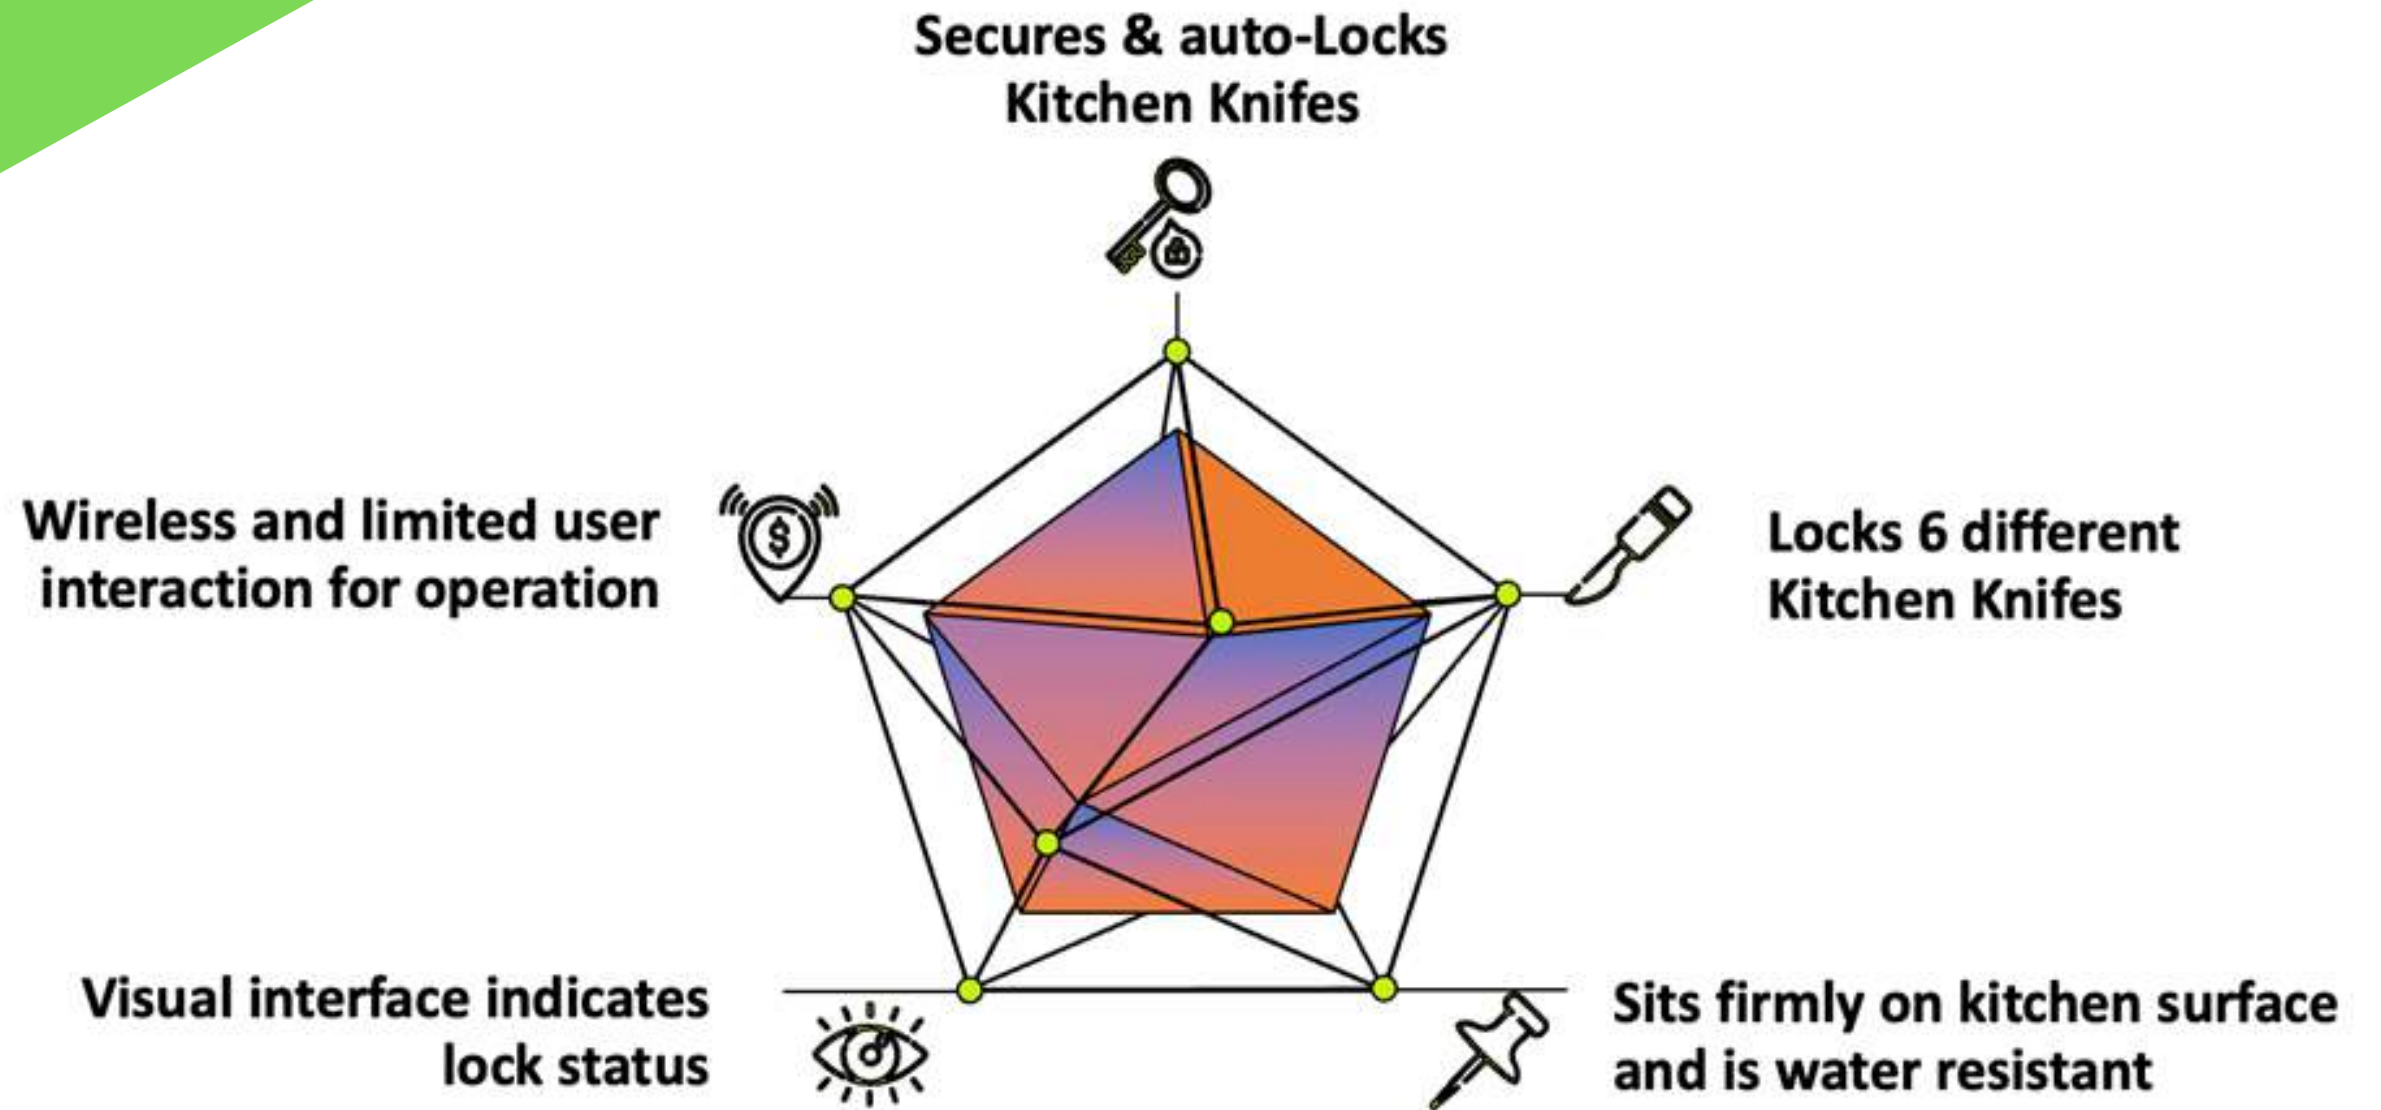 Secures & auto-Locks
Kitchen Knifes
Wireless and limited user
interaction for operation
$
Locks 6 different
Kitchen Knifes
Visual interface indicates
lock status
Sits firmly on kitchen surface
and is water resistant